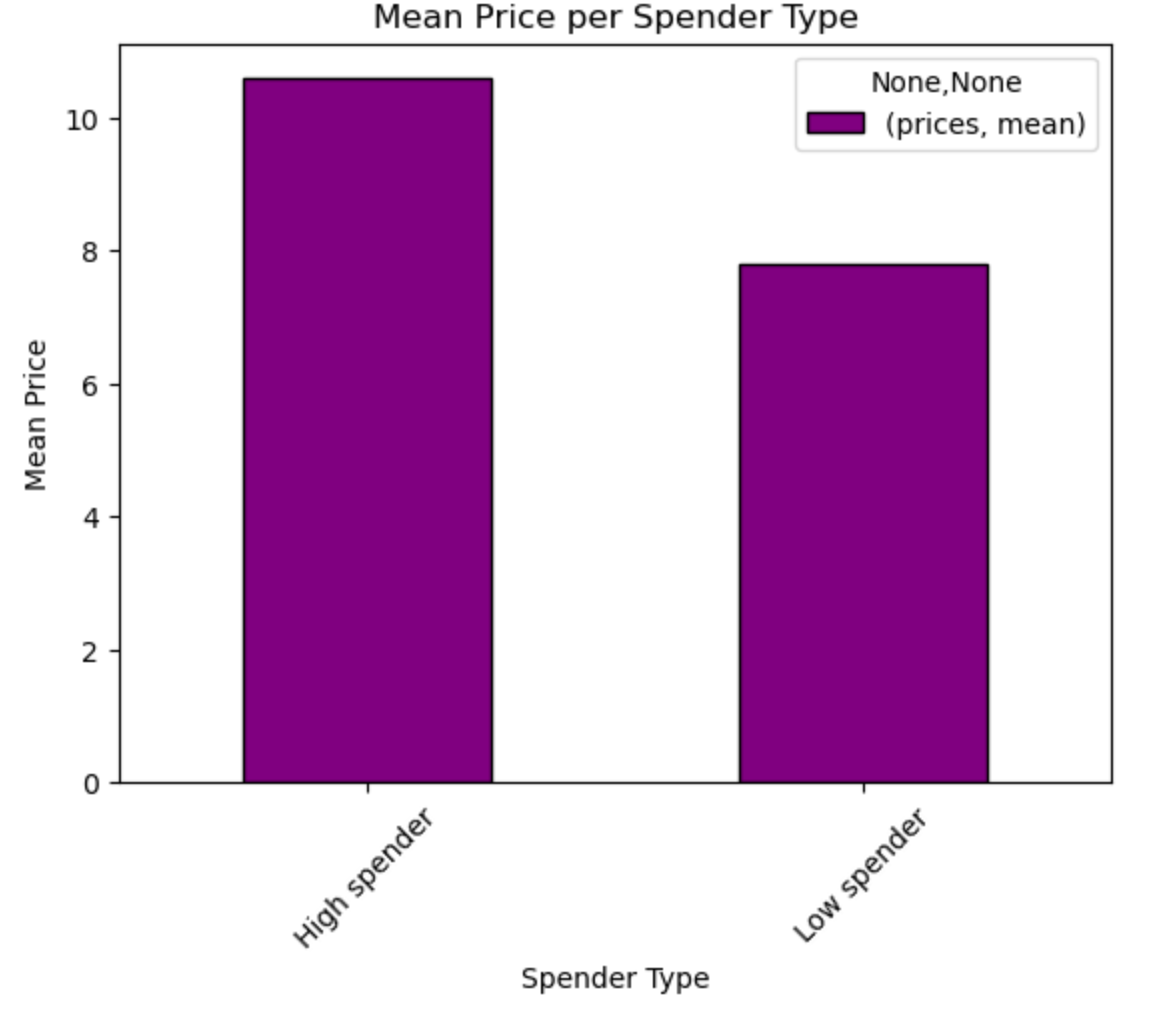 Mean Price per Spender Type
None,None
(prices, mean)
10
8
6
4
2
0
Mean Price
High spender
Low spender
Spender Type